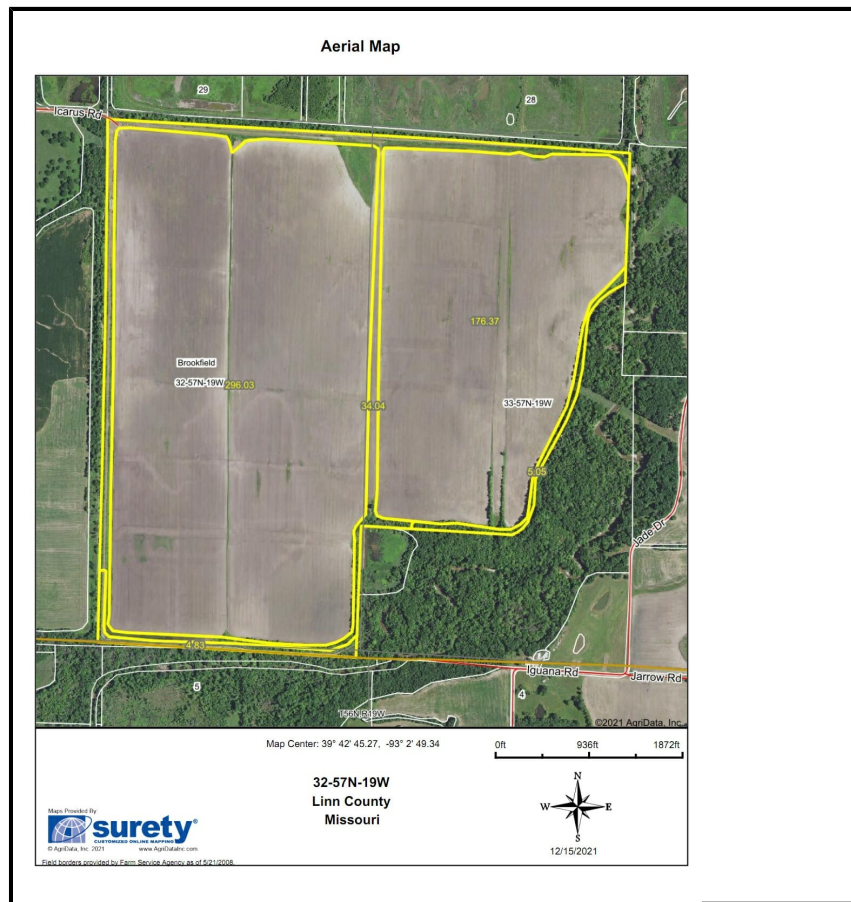 Aerial Map
29
28
Icarus Rd
176.37
Brookfield
32-57N-19W
296.03
33-57N-19W
34.04
5.05
Jade Dr
4.63
Iguana Rd
Jarrow Rd
5
4
T56N R19W
©2021 AgriData, Inc.
Map Center: 39° 42' 45.27, -93° 2' 49.34
0ft 936ft 1872ft
32-57N-19W
Linn County
Missouri
N
W E
S
12/15/2021
Maps Provided By
surety®
CUSTOMIZED ONLINE MAPPING
© AgriData, Inc. 2021 www.AgriDataInc.com
Field borders provided by Farm Service Agency as of 5/21/2008.